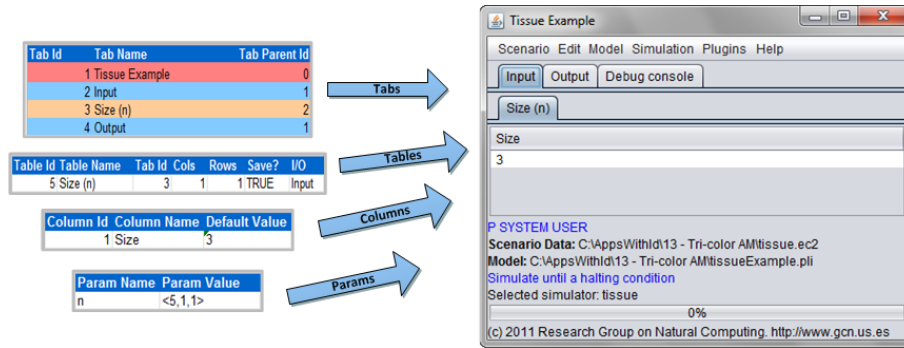 Tab Id Tab Name Tab Parent Id
1 Tissue Example 0
2 Input 1
3 Size (n) 2
4 Output 1
Tabs
Table Id Table Name Tab Id Cols Rows Save? I/O
5 Size (n) 3 1 1 TRUE Input
Tables
Column Id Column Name Default Value
1 Size 3
Columns
Param Name Param Value
n <5,1,1>
Params
Tissue Example
Scenario Edit Model Simulation Plugins Help
Input Output Debug console
Size (n)
Size
3
P SYSTEM USER
Scenario Data: C:\AppsWithId\13 - Tri-color AM\tissue.ec2
Model: C:\AppsWithId\13 - Tri-color AM\tissueExample.pli
Simulate until a halting condition
Selected simulator: tissue
0%
(c) 2011 Research Group on Natural Computing. http://www.gcn.us.es